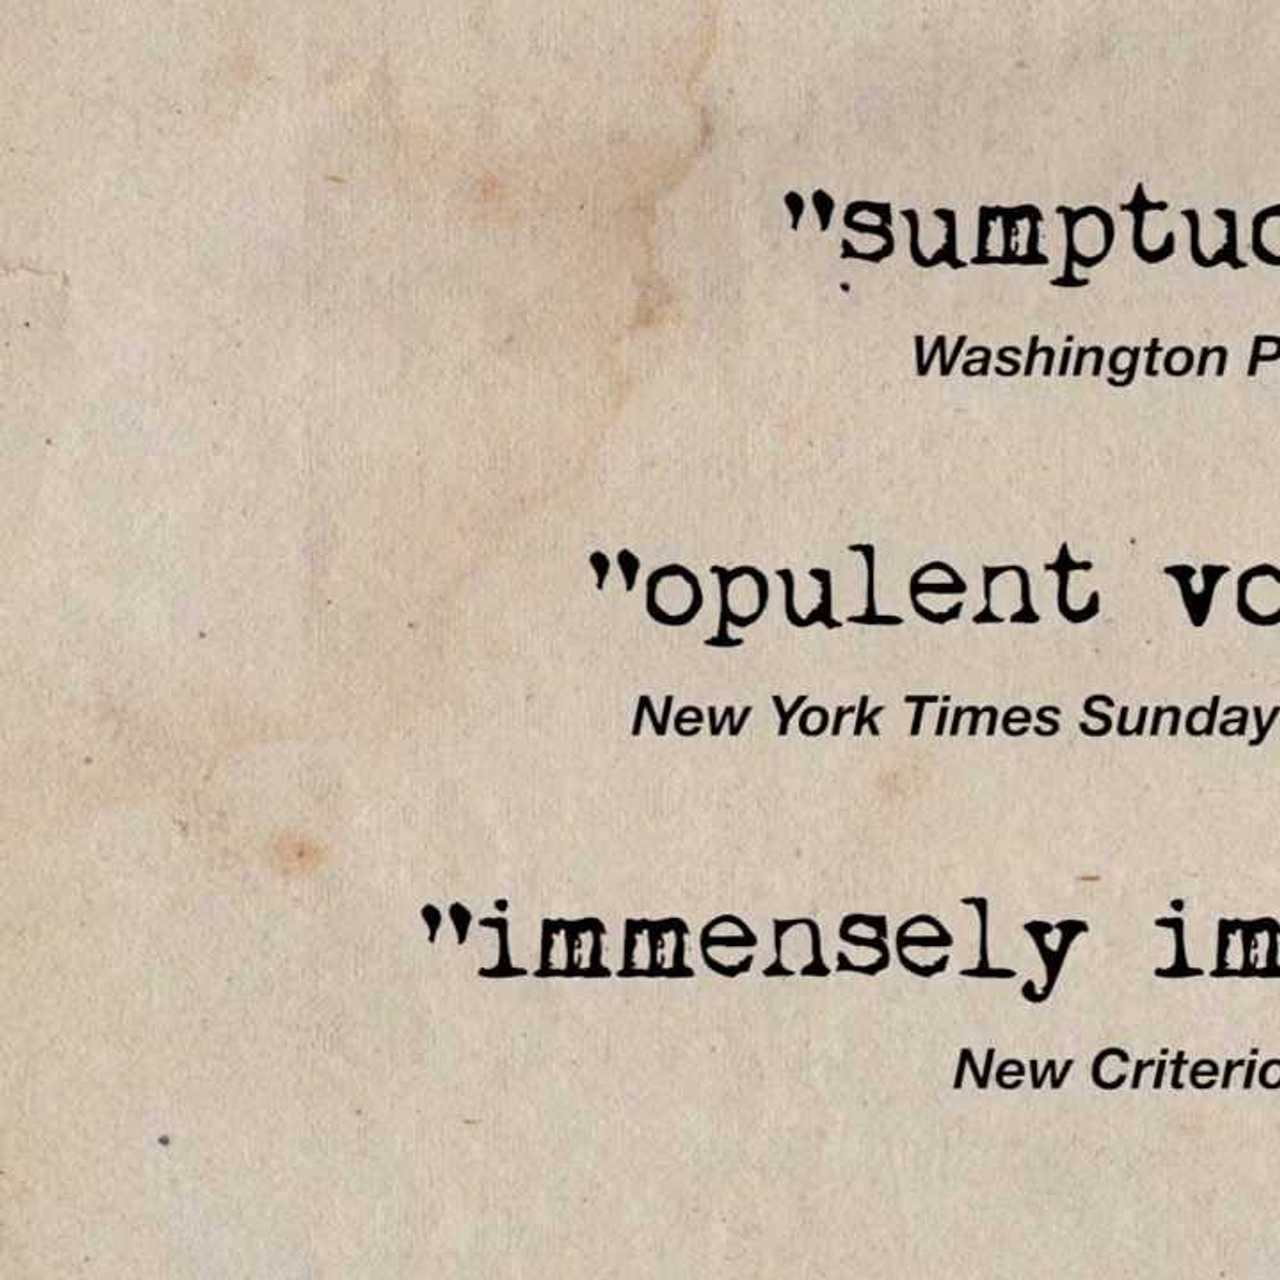 "sumptuo
Washington P
"opulent vo
New York Times Sunday
"immensely im
New Criterio